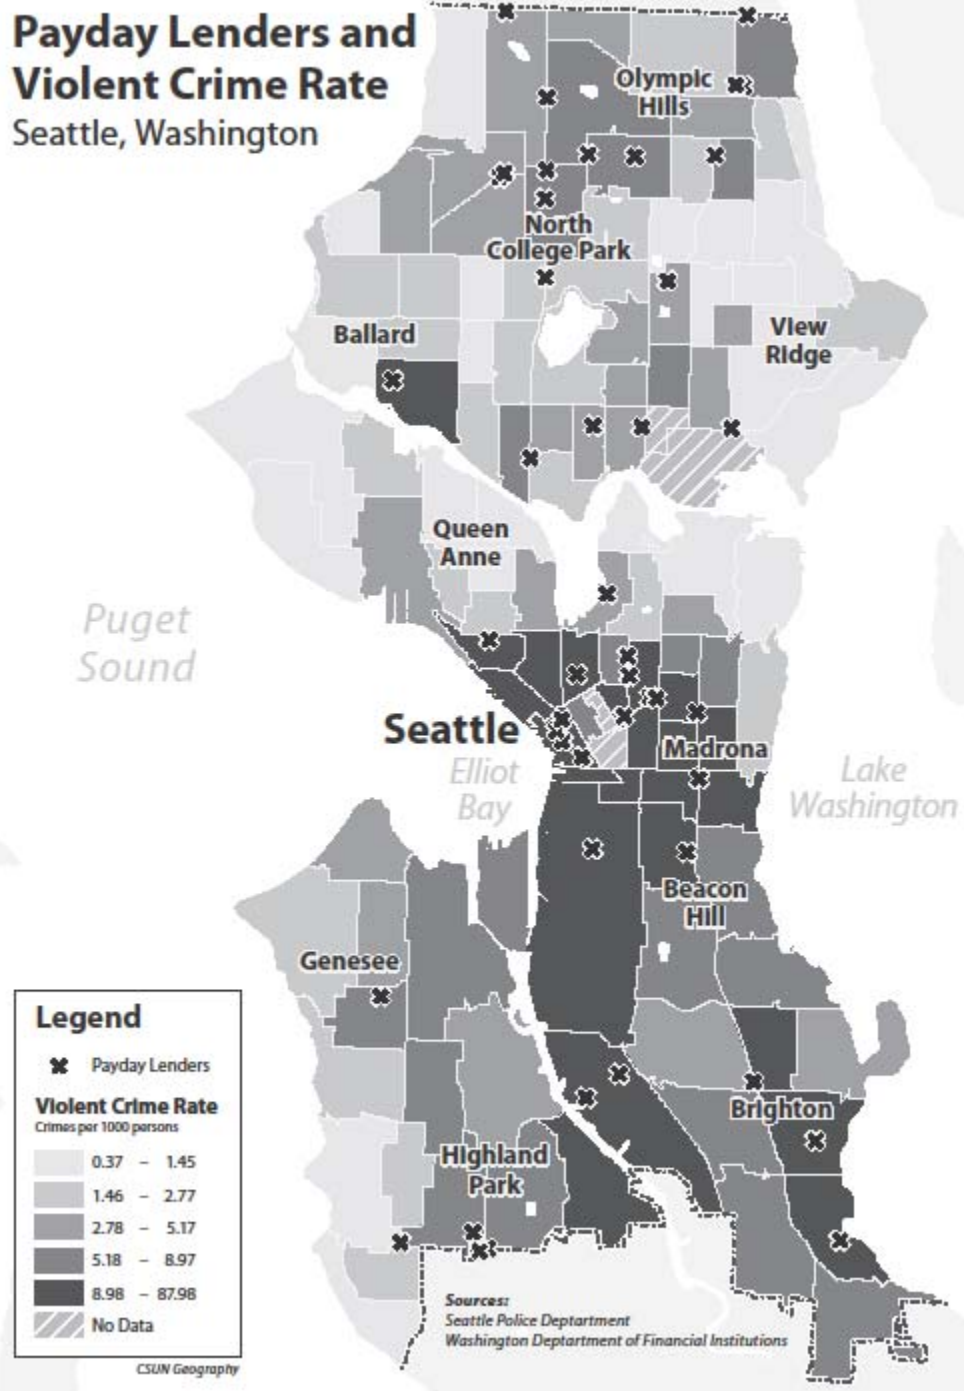 Payday Lenders and
Violent Crime Rate
Seattle, Washington
Olympic
Hills
North
College Park
Ballard
View
Ridge
Queen
Anne
Puget
Sound
Seattle
Elliot
Bay
Madrona
Lake
Washington
Beacon
Hill
Genesee
Brighton
Highland
Park
Legend
Payday Lenders
Violent Crime Rate
Crimes per 1000 persons
0.37 – 1.45
1.46 – 2.77
2.78 – 5.17
5.18 – 8.97
8.98 – 87.98
No Data
CSUN Geography
Sources:
Seattle Police Deptartment
Washington Deptartment of Financial Institutions